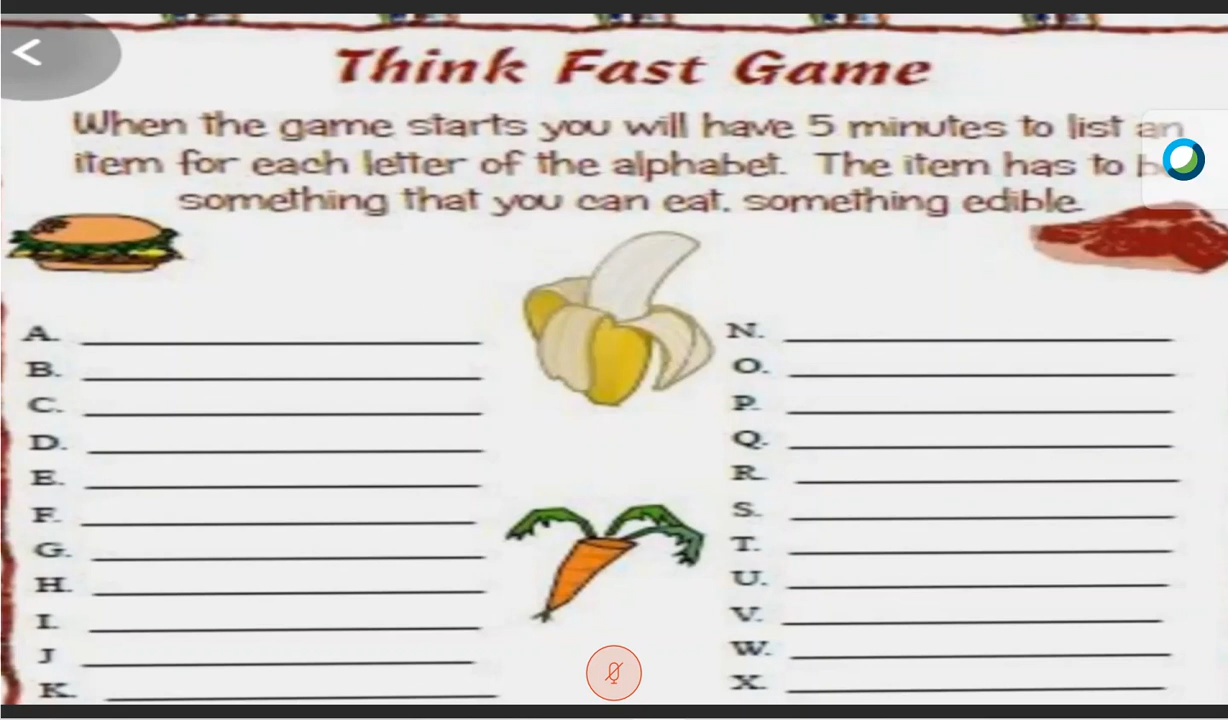 Think Fast Game
When the game starts you will have 5 minutes to list an
item for each letter of the alphabet. The item has to be
something that you can eat, something edible.
A.
B.
C.
D.
E.
F.
G.
H.
I.
J
K.
N.
O.
P.
Q.
R.
S.
T.
U.
V.
W.
X.